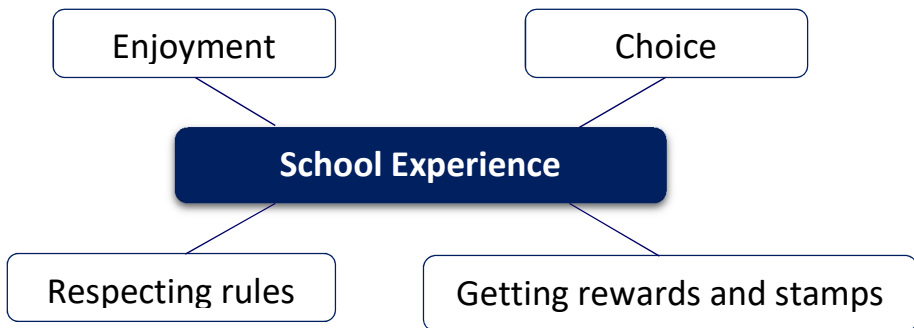 Enjoyment
Choice
School Experience
Respecting rules
Getting rewards and stamps